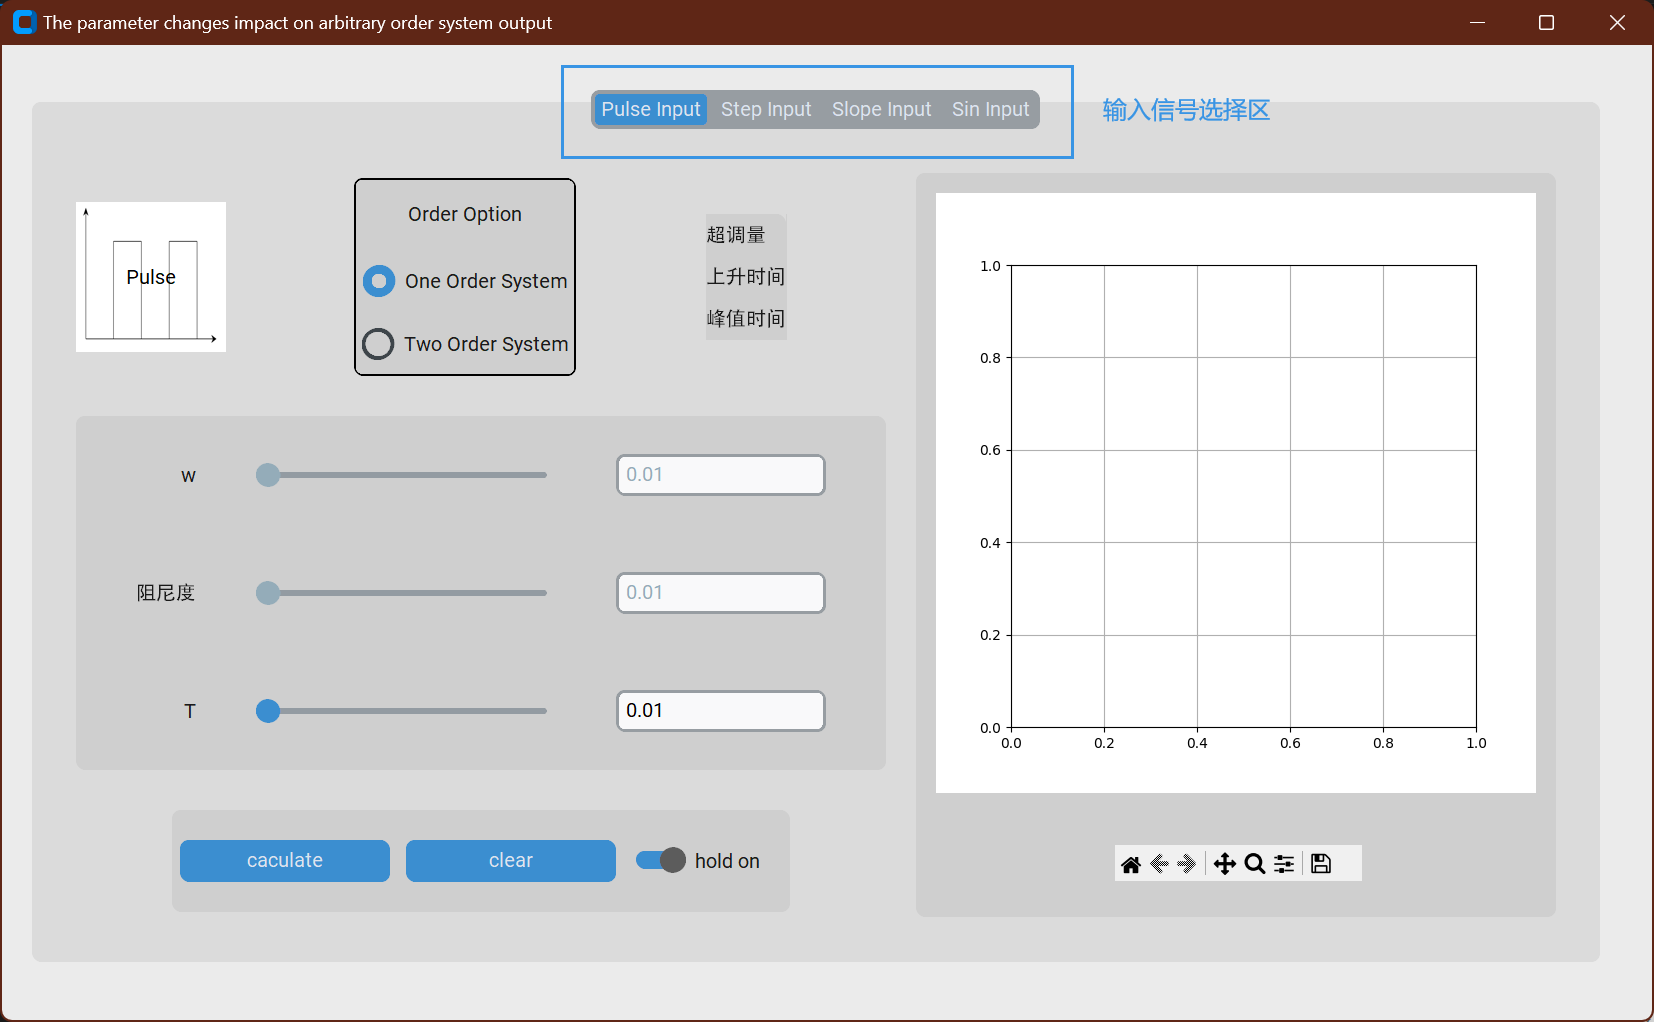 The parameter changes impact on arbitrary order system output
Pulse Input Step Input Slope Input Sin Input
输入信号选择区
Pulse
Order Option
One Order System
Two Order System
超调量
上升时间
峰值时间
w
0.01
阻尼度
0.01
T
0.01
caculate
clear
hold on
1.0
0.8
0.6
0.4
0.2
0.0
0.0 0.2 0.4 0.6 0.8 1.0